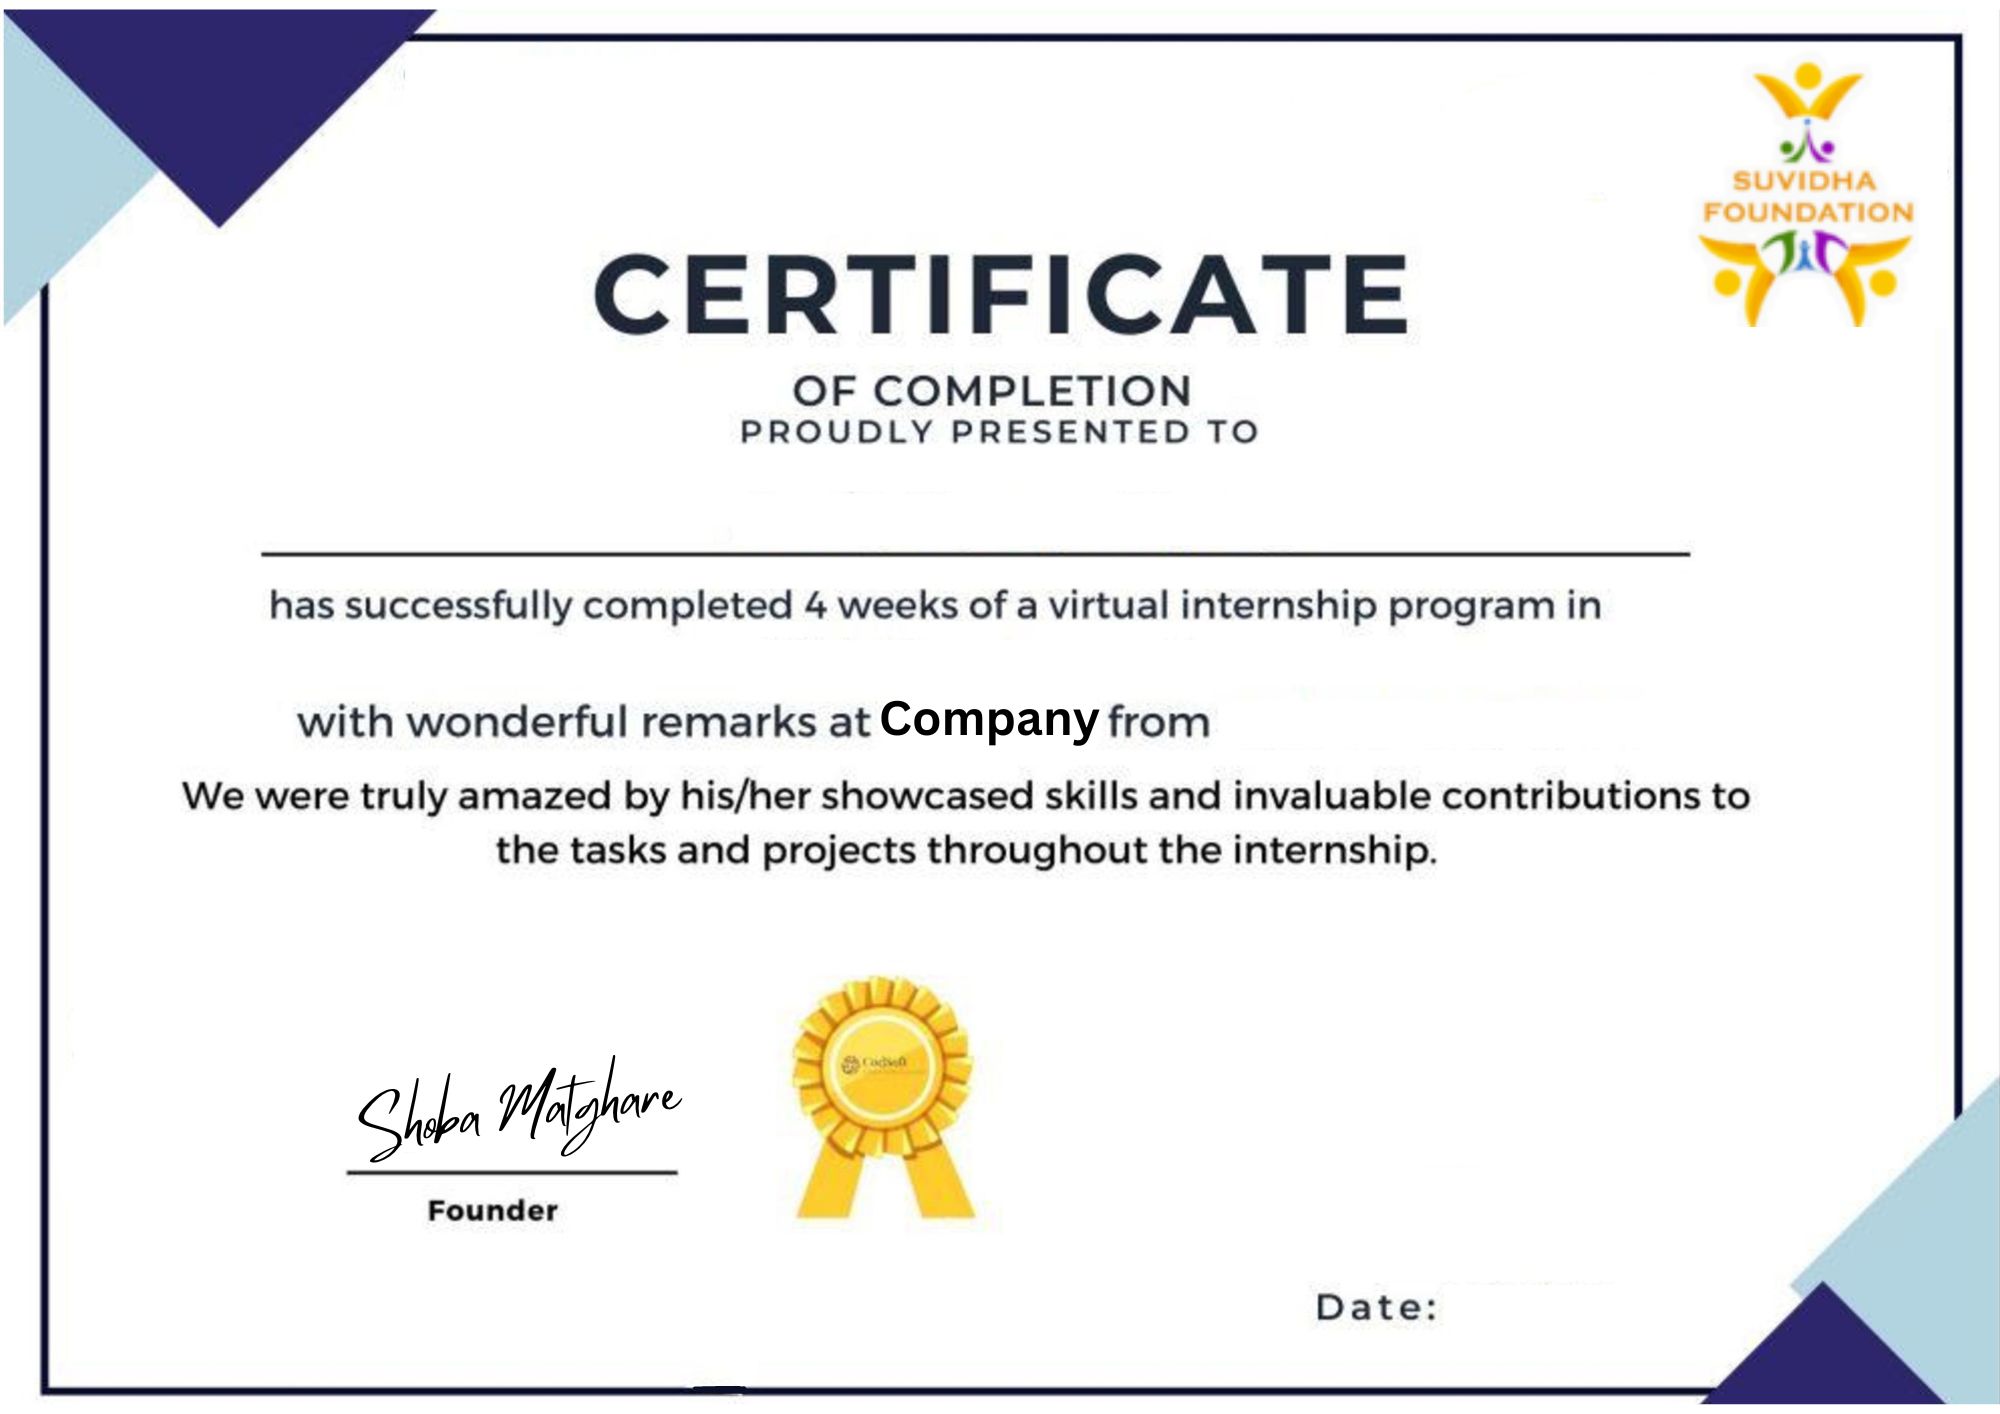 SUVIDHA
FOUNDATION
CERTIFICATE
OF COMPLETION
PROUDLY PRESENTED TO
has successfully completed 4 weeks of a virtual internship program in
with wonderful remarks at Company from
We were truly amazed by his/her showcased skills and invaluable contributions to
the tasks and projects throughout the internship.
CodSoft
Shoba Matghare
Founder
Date: